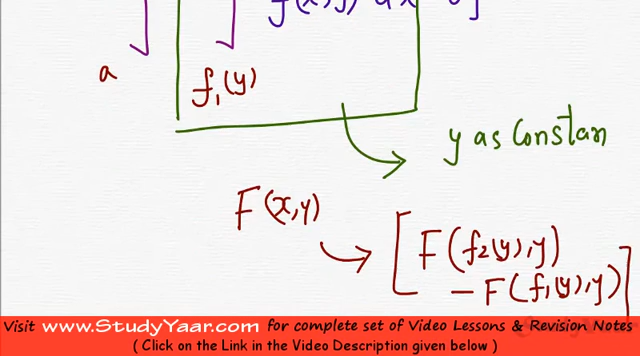 ∫ ∫ f(x,y) dx
a
f₁(y)
y as Constan
F(x,y)
[F(f₂(y),y)
− F(f₁(y),y)]
Visit www.StudyYaar.com for complete set of Video Lessons & Revision Notes
( Click on the Link in the Video Description given below )